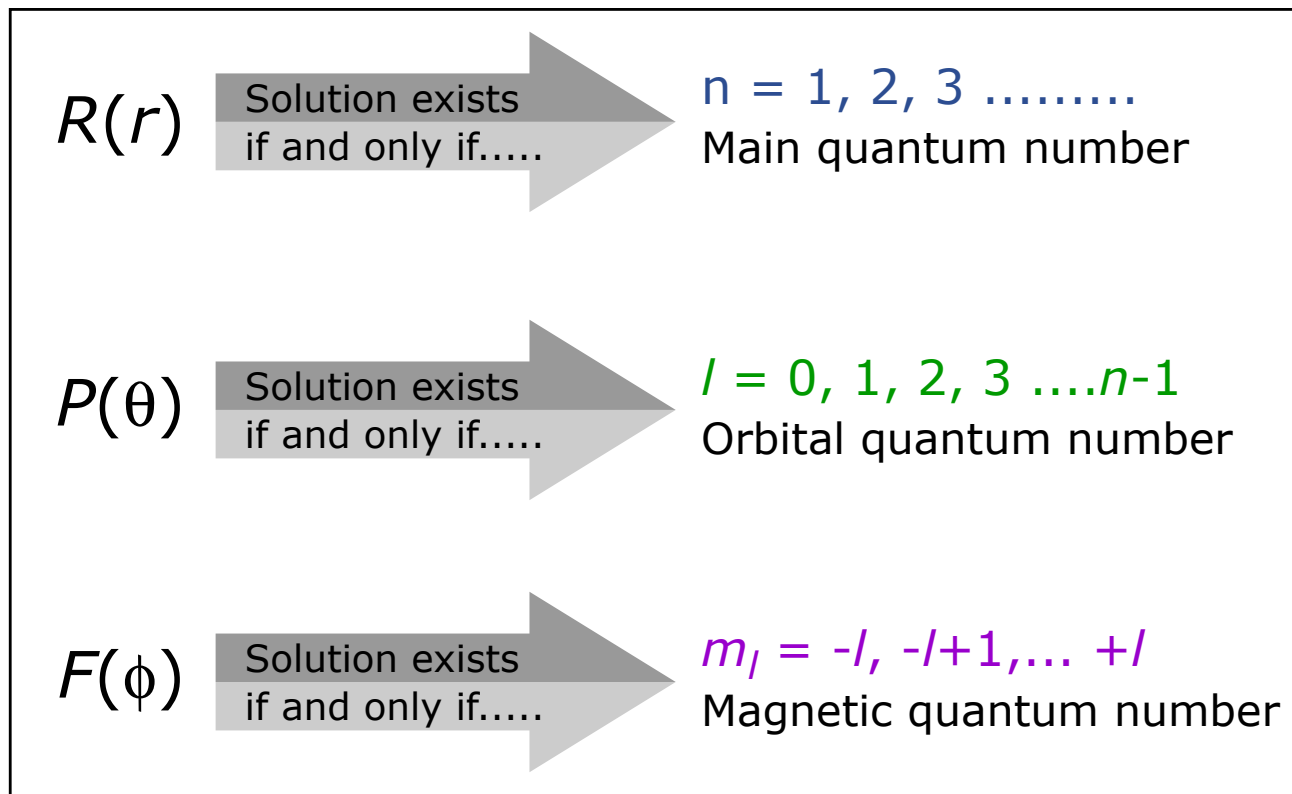 R(r)
Solution exists
if and only if.....
n = 1, 2, 3 .........
Main quantum number
P(θ)
Solution exists
if and only if.....
l = 0, 1, 2, 3 ....n-1
Orbital quantum number
F(ϕ)
Solution exists
if and only if.....
mₗ = -l, -l+1,... +l
Magnetic quantum number